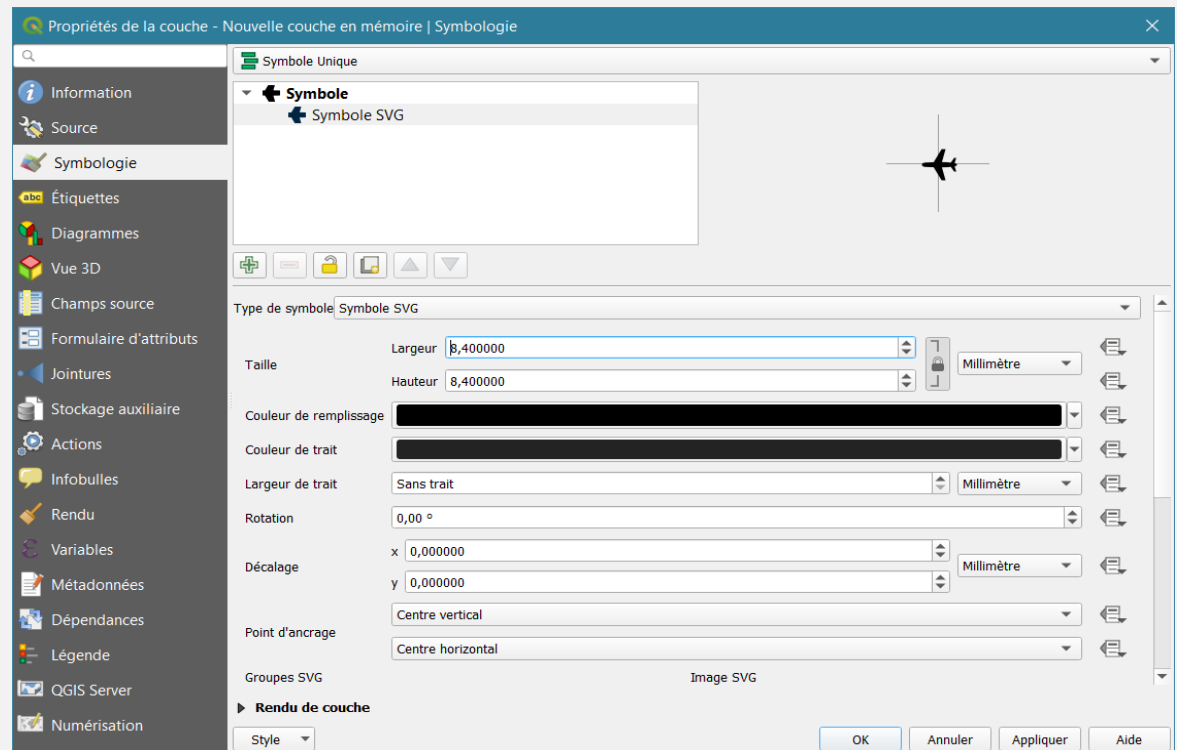 Propriétés de la couche - Nouvelle couche en mémoire | Symbologie
Information
Source
Symbologie
abc Étiquettes
Diagrammes
Vue 3D
Champs source
Formulaire d'attributs
Jointures
Stockage auxiliaire
Actions
Infobulles
Rendu
Variables
Métadonnées
Dépendances
Légende
QGIS Server
Numérisation
Symbole Unique
Symbole
Symbole SVG
Type de symbole Symbole SVG
Taille
Largeur 8,400000
Hauteur 8,400000
Millimètre
Couleur de remplissage
Couleur de trait
Largeur de trait Sans trait Millimètre
Rotation 0,00 °
Décalage
x 0,000000
y 0,000000
Millimètre
Point d'ancrage
Centre vertical
Centre horizontal
Groupes SVG Image SVG
Rendu de couche
Style OK Annuler Appliquer Aide